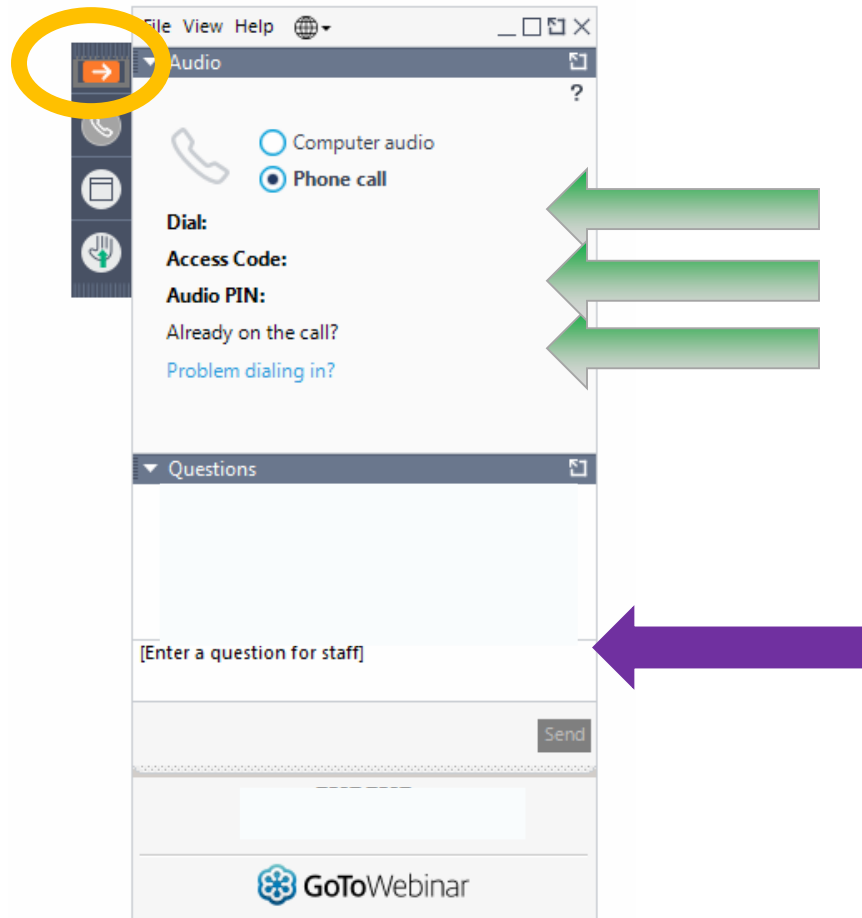 File View Help
Audio
?
Computer audio
Phone call
Dial:
Access Code:
Audio PIN:
Already on the call?
Problem dialing in?
Questions
[Enter a question for staff]
Send
GoToWebinar